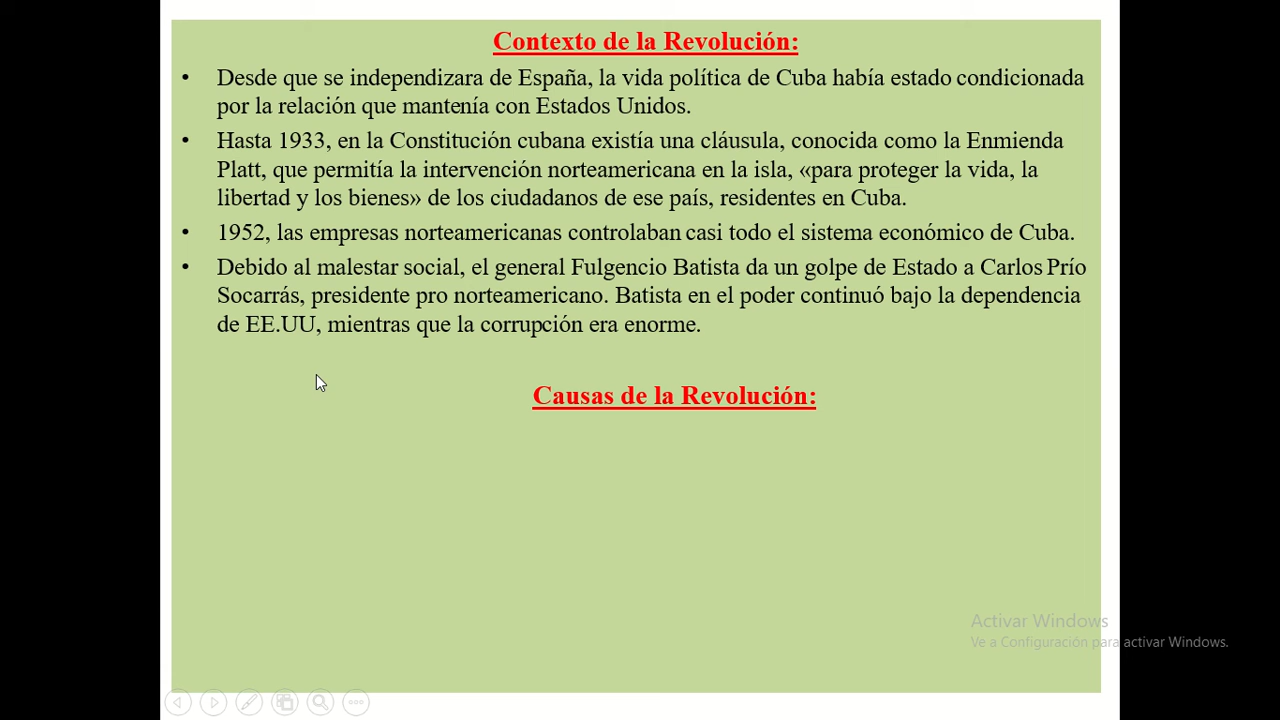 Contexto de la Revolución:
• Desde que se independizara de España, la vida política de Cuba había estado condicionada
por la relación que mantenía con Estados Unidos.
• Hasta 1933, en la Constitución cubana existía una cláusula, conocida como la Enmienda
Platt, que permitía la intervención norteamericana en la isla, «para proteger la vida, la
libertad y los bienes» de los ciudadanos de ese país, residentes en Cuba.
• 1952, las empresas norteamericanas controlaban casi todo el sistema económico de Cuba.
• Debido al malestar social, el general Fulgencio Batista da un golpe de Estado a Carlos Prío
Socarrás, presidente pro norteamericano. Batista en el poder continuó bajo la dependencia
de EE.UU, mientras que la corrupción era enorme.
Causas de la Revolución:
Activar Windows
Ve a Configuración para activar Windows.